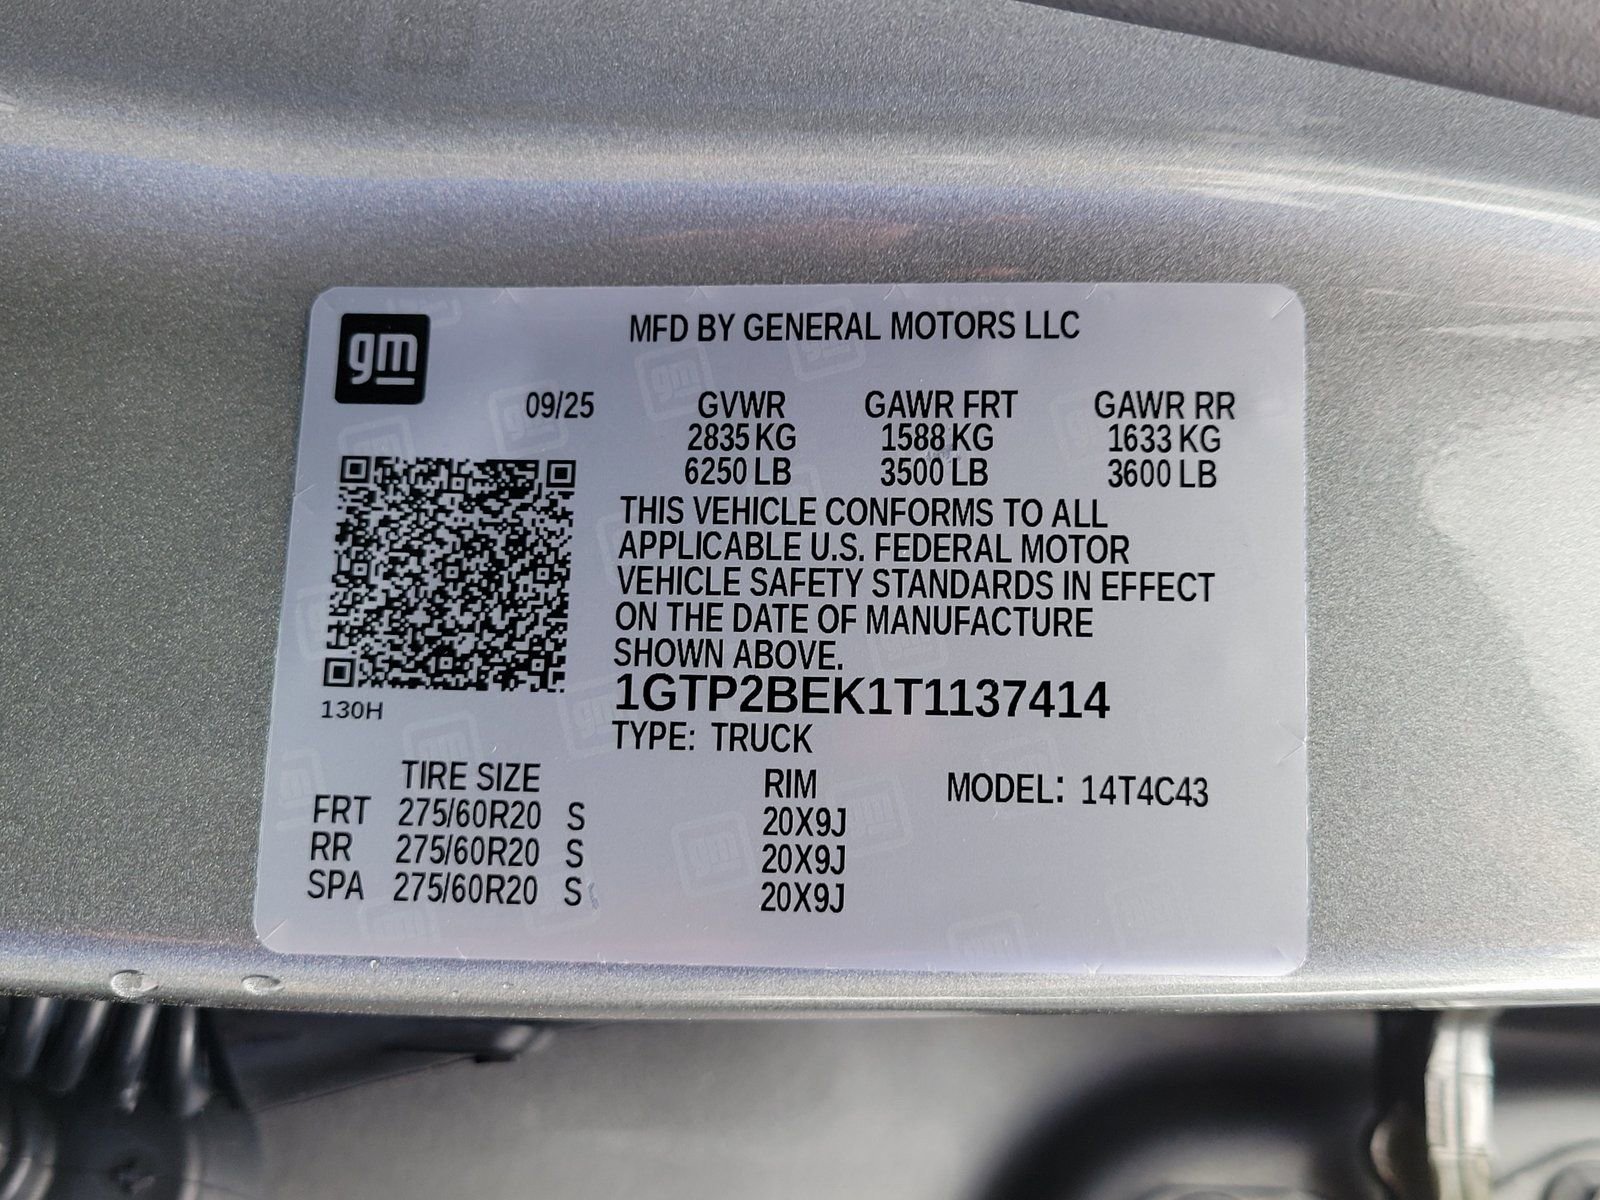 gm
MFD BY GENERAL MOTORS LLC
09/25 GVWR GAWR FRT GAWR RR
2835 KG 1588 KG 1633 KG
6250 LB 3500 LB 3600 LB
THIS VEHICLE CONFORMS TO ALL
APPLICABLE U.S. FEDERAL MOTOR
VEHICLE SAFETY STANDARDS IN EFFECT
ON THE DATE OF MANUFACTURE
SHOWN ABOVE.
1GTP2BEK1T1137414
130H
TYPE: TRUCK
TIRE SIZE RIM MODEL: 14T4C43
FRT 275/60R20 S 20X9J
RR 275/60R20 S 20X9J
SPA 275/60R20 S 20X9J